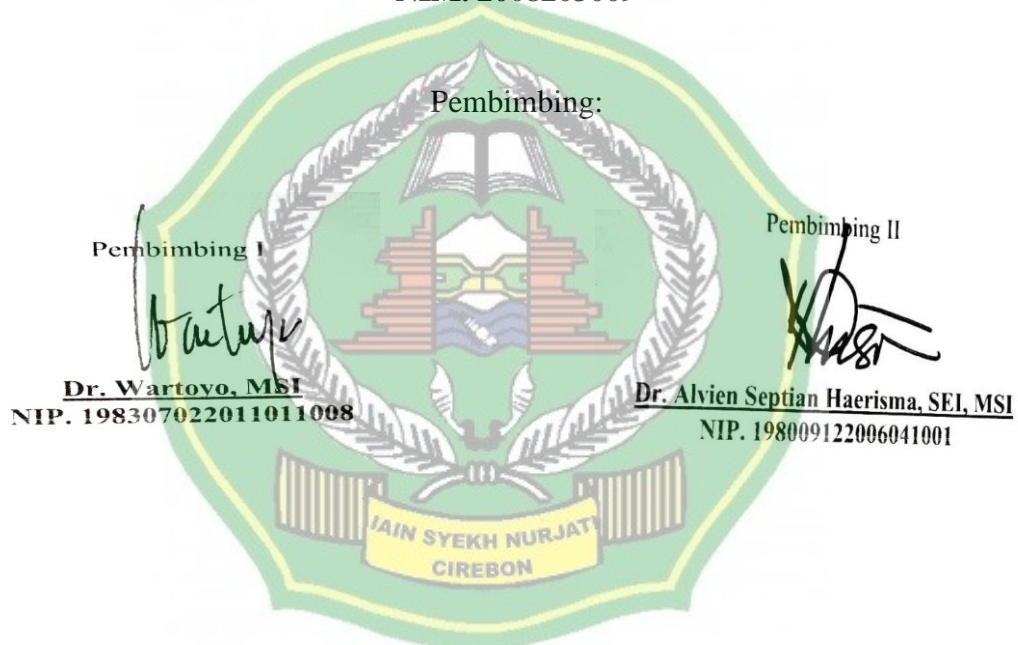 Pembimbing:
Pembimbing I
Dr. Wartoyo, MSI
NIP. 198307022011011008
Pembimbing II
Dr. Alvien Septian Haerisma, SEI, MSI
NIP. 198009122006041001
IAIN SYEKH NURJATI
CIREBON